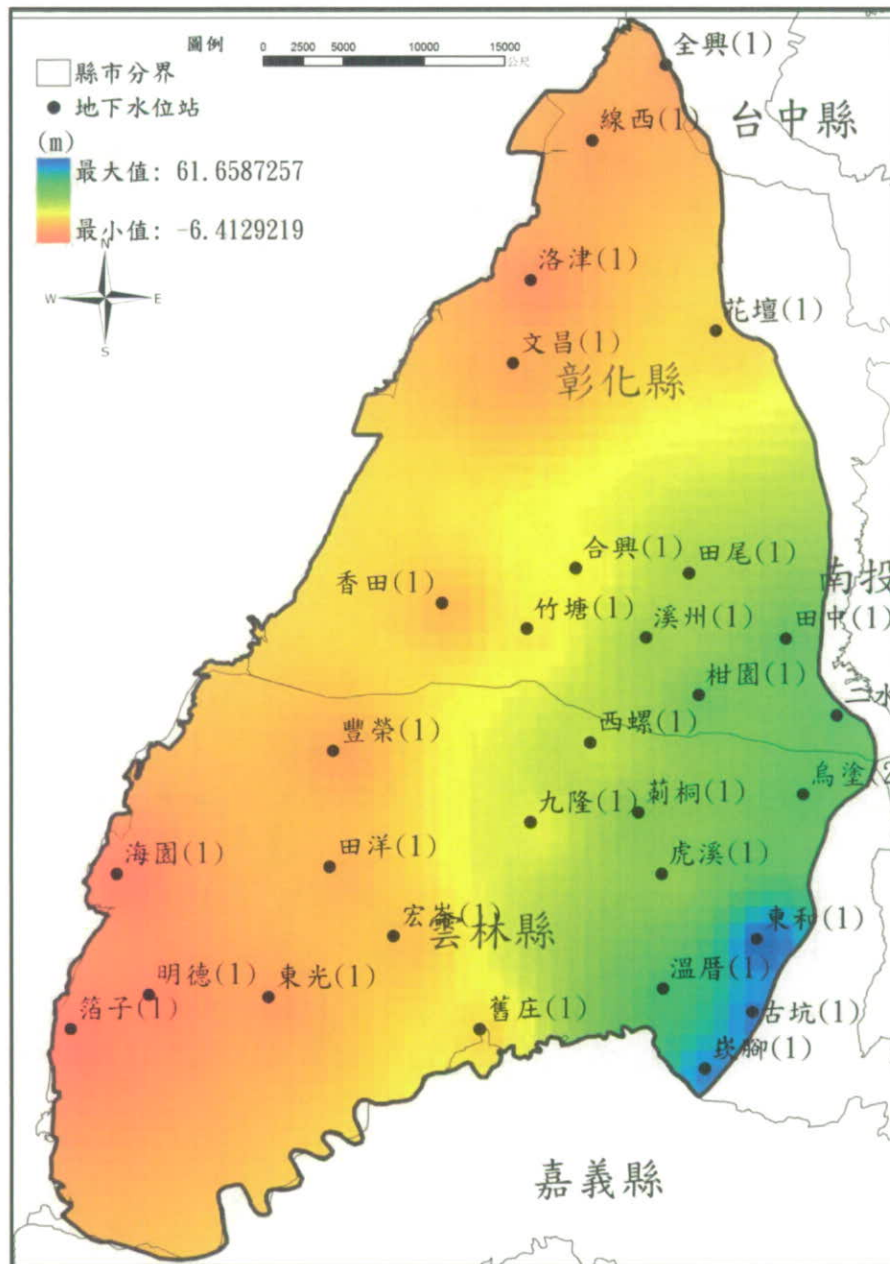 圖例
0 2500 5000 10000 15000
公尺
縣市分界
地下水位站
(m)
最大值: 61.6587257
最小值: -6.4129219
N
W E
S
全興(1)
線西(1)
台中縣
洛津(1)
花壇(1)
文昌(1)
彰化縣
合興(1)
田尾(1)
南投
香田(1)
竹塘(1)
溪州(1)
田中(1)
柑園(1)
二水
豐榮(1)
西螺(1)
烏塗(2
九隆(1)
莿桐(1)
海園(1)
田洋(1)
虎溪(1)
宏崙(1)
雲林縣
東和(1)
明德(1)
東光(1)
溫厝(1)
箔子(1)
舊庄(1)
古坑(1)
崁腳(1)
嘉義縣